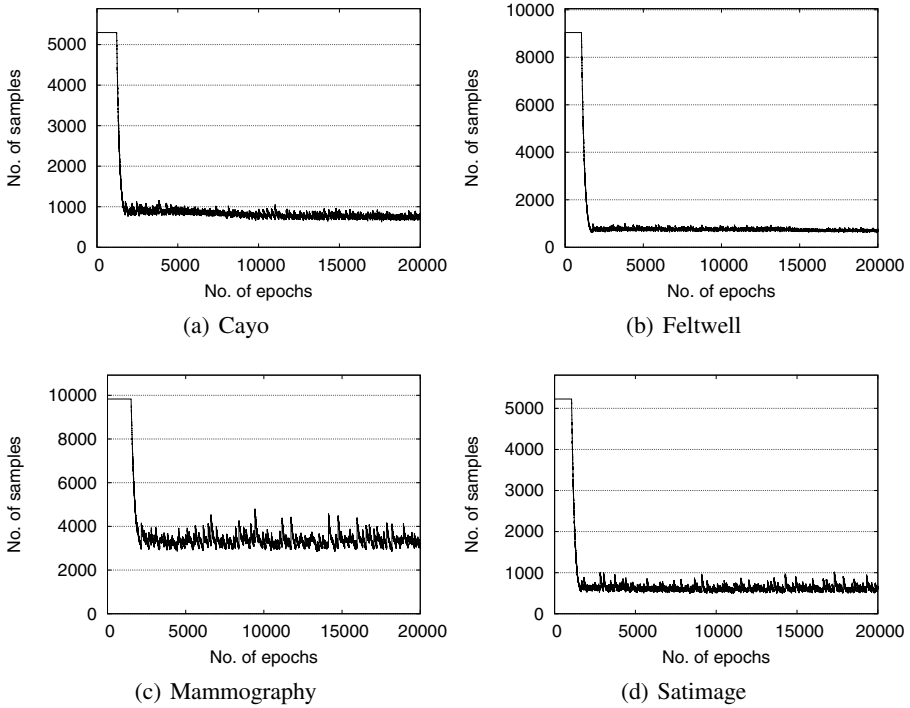 No. of samples
5000
4000
3000
2000
1000
0
0 5000 10000 15000 20000
No. of epochs
(a) Cayo
No. of samples
10000
8000
6000
4000
2000
0
0 5000 10000 15000 20000
No. of epochs
(b) Feltwell
No. of samples
10000
8000
6000
4000
2000
0
0 5000 10000 15000 20000
No. of epochs
(c) Mammography
No. of samples
5000
4000
3000
2000
1000
0
0 5000 10000 15000 20000
No. of epochs
(d) Satimage